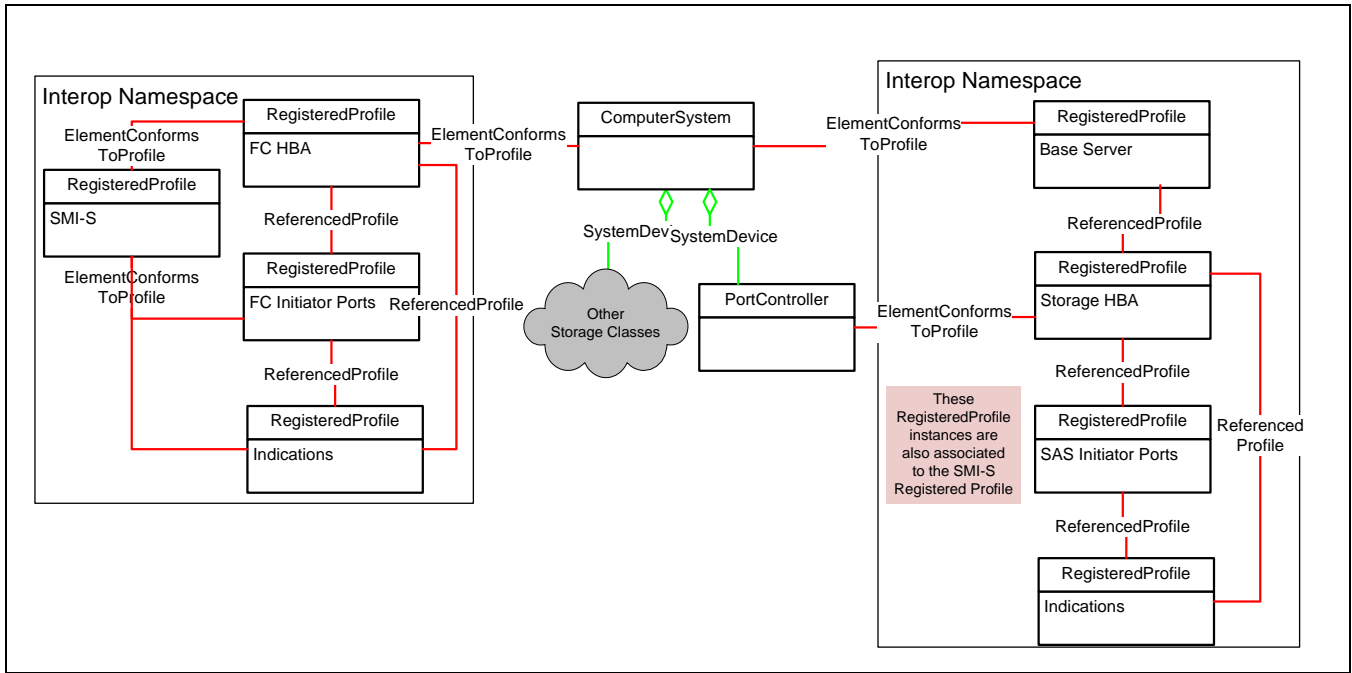 Interop Namespace
RegisteredProfile
FC HBA
ElementConforms
ToProfile
RegisteredProfile
SMI-S
ReferencedProfile
ElementConforms
ToProfile
RegisteredProfile
FC Initiator Ports
ReferencedProfile
ReferencedProfile
RegisteredProfile
Indications
ElementConforms
ToProfile
ComputerSystem
SystemDevi
SystemDevice
Other
Storage Classes
PortController
ElementConforms
ToProfile
ElementConforms
ToProfile
Interop Namespace
RegisteredProfile
Base Server
ReferencedProfile
RegisteredProfile
Storage HBA
ReferencedProfile
These
RegisteredProfile
instances are
also associated
to the SMI-S
Registered Profile
RegisteredProfile
SAS Initiator Ports
Referenced
Profile
ReferencedProfile
RegisteredProfile
Indications